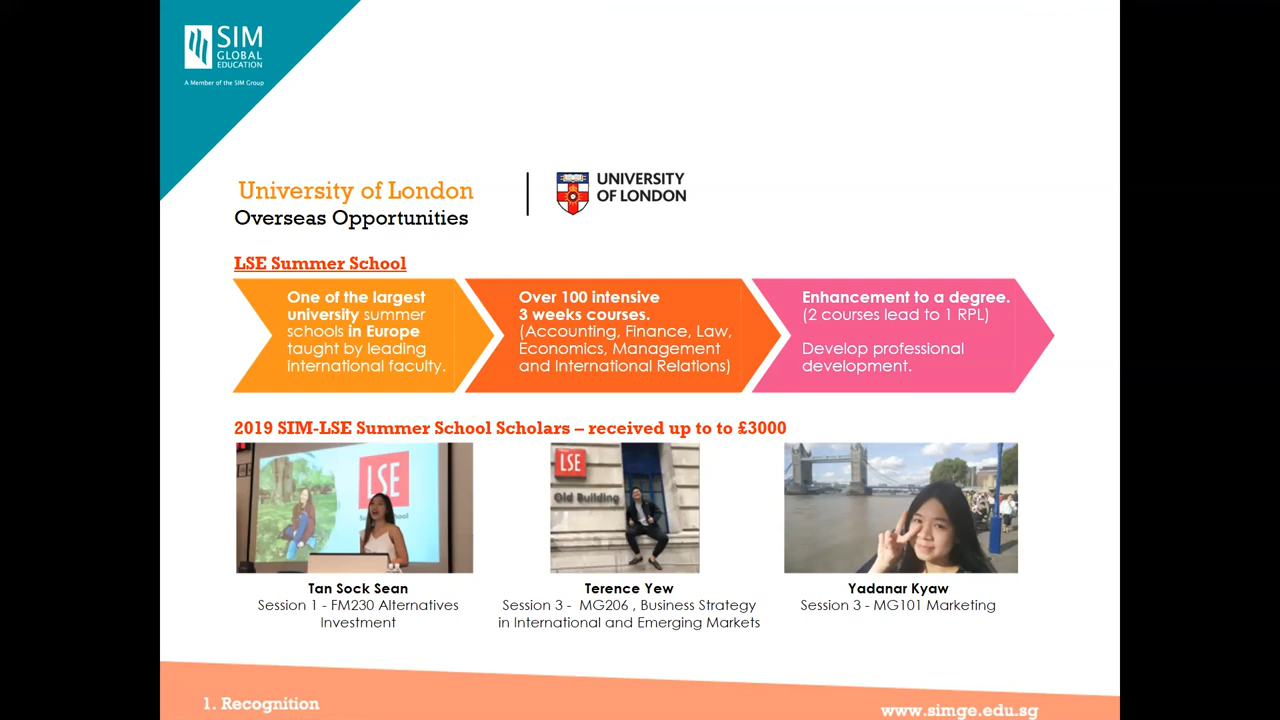 SIM
GLOBAL
EDUCATION
A Member of the SIM Group
University of London
Overseas Opportunities
UNIVERSITY
OF LONDON
LSE Summer School
One of the largest
university summer
schools in Europe
taught by leading
international faculty.
Over 100 intensive
3 weeks courses.
(Accounting, Finance, Law,
Economics, Management
and International Relations)
Enhancement to a degree.
(2 courses lead to 1 RPL)
Develop professional
development.
2019 SIM-LSE Summer School Scholars – received up to to £3000
LSE
LSE
Old Building
Tan Sock Sean
Session 1 - FM230 Alternatives
Investment
Terence Yew
Session 3 - MG206 , Business Strategy
in International and Emerging Markets
Yadanar Kyaw
Session 3 - MG101 Marketing
1. Recognition
www.simge.edu.sg